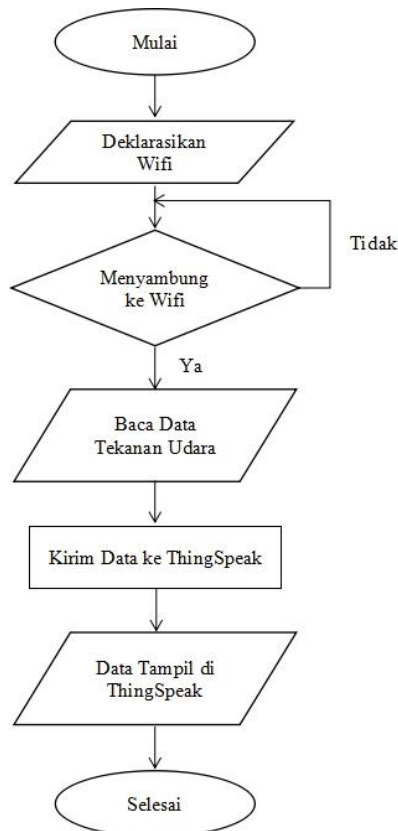 Mulai
Deklarasikan
Wifi
Tidak
Menyambung
ke Wifi
Ya
Baca Data
Tekanan Udara
Kirim Data ke ThingSpeak
Data Tampil di
ThingSpeak
Selesai